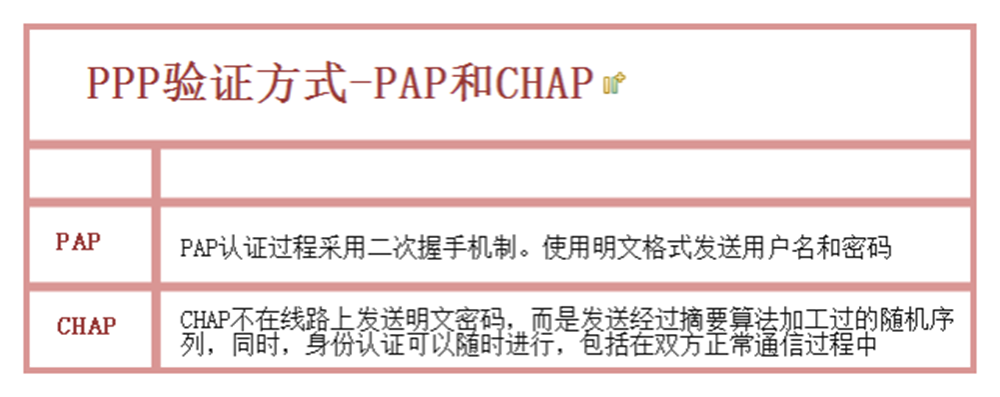 PPP验证方式-PAP和CHAP
PAP
PAP认证过程采用二次握手机制。使用明文格式发送用户名和密码
CHAP
CHAP不在线路上发送明文密码，而是发送经过摘要算法加工过的随机序
列，同时，身份认证可以随时进行，包括在双方正常通信过程中